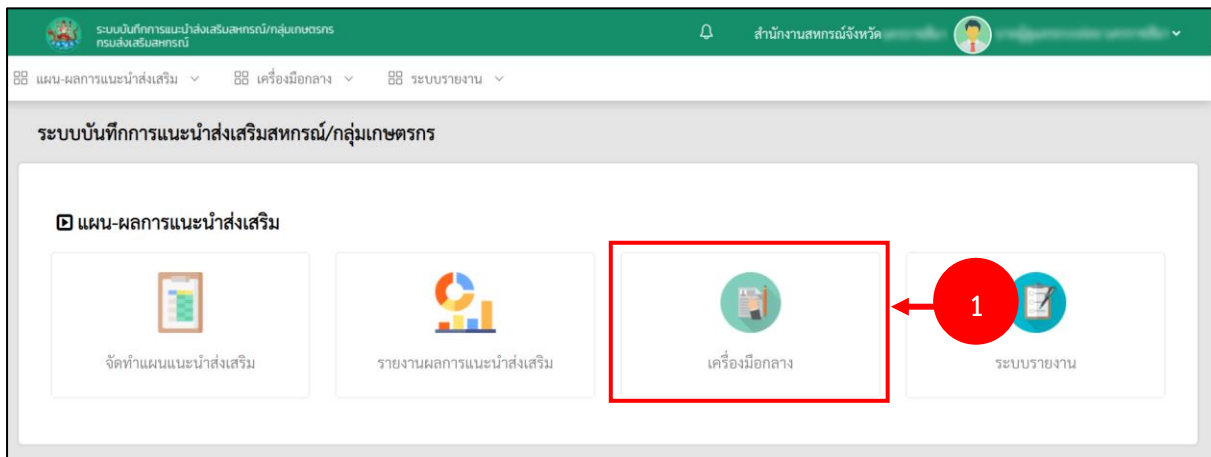 ระบบบันทึกการแนะนำส่งเสริมสหกรณ์/กลุ่มเกษตรกร
กรมส่งเสริมสหกรณ์
สำนักงานสหกรณ์จังหวัด
แผน-ผลการแนะนำส่งเสริม
เครื่องมือกลาง
ระบบรายงาน
ระบบบันทึกการแนะนำส่งเสริมสหกรณ์/กลุ่มเกษตรกร
แผน-ผลการแนะนำส่งเสริม
1
จัดทำแผนแนะนำส่งเสริม
รายงานผลการแนะนำส่งเสริม
เครื่องมือกลาง
ระบบรายงาน